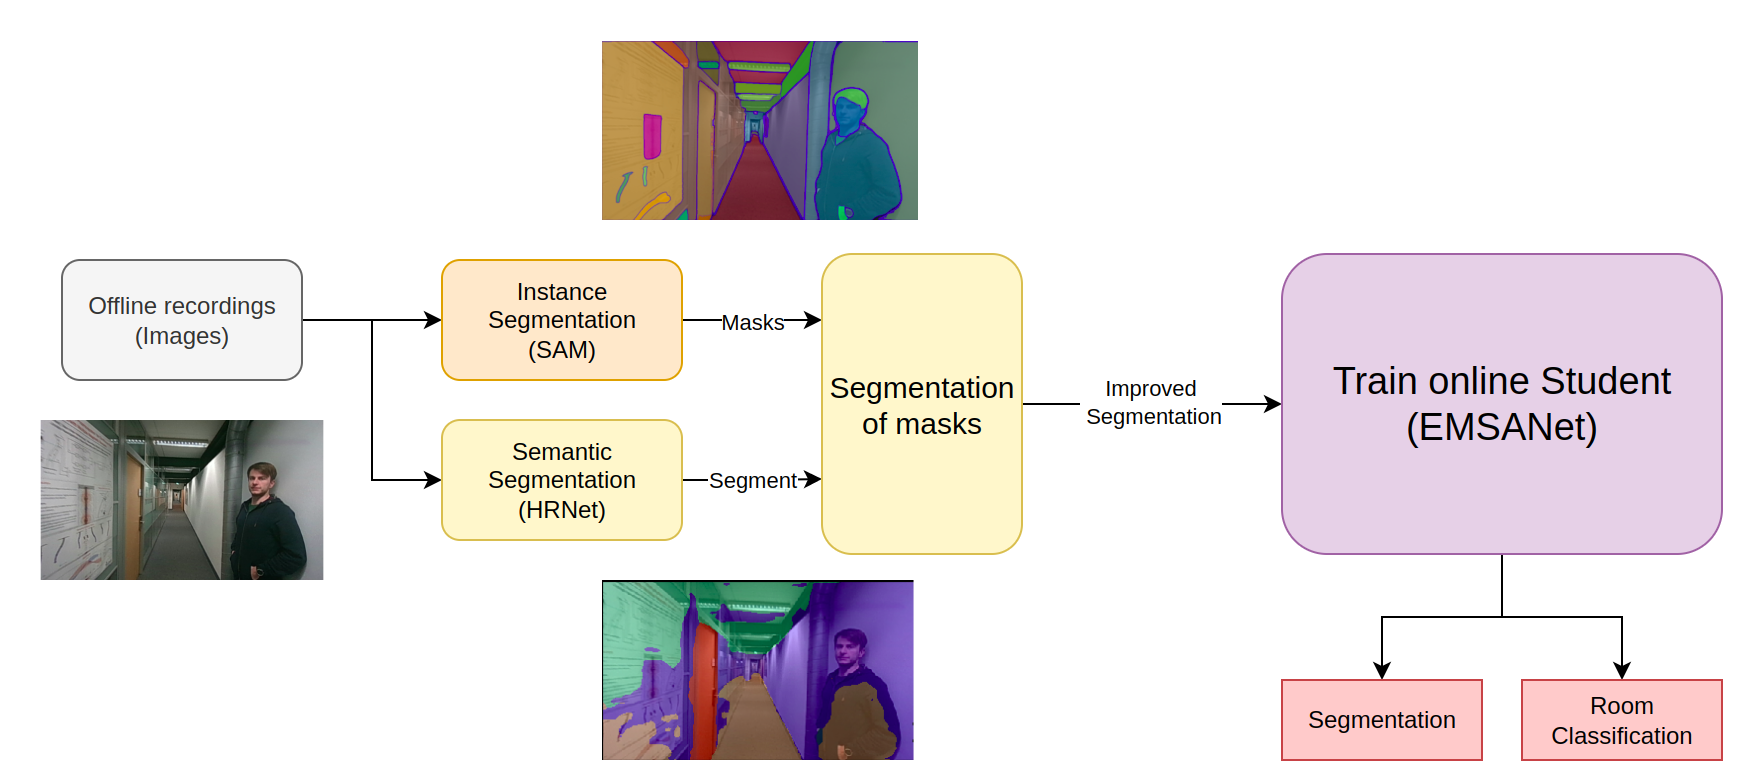 Offline recordings
(Images)
Instance
Segmentation
(SAM)
Semantic
Segmentation
(HRNet)
Masks
Segment
Segmentation
of masks
Improved
Segmentation
Train online Student
(EMSANet)
Segmentation
Room
Classification